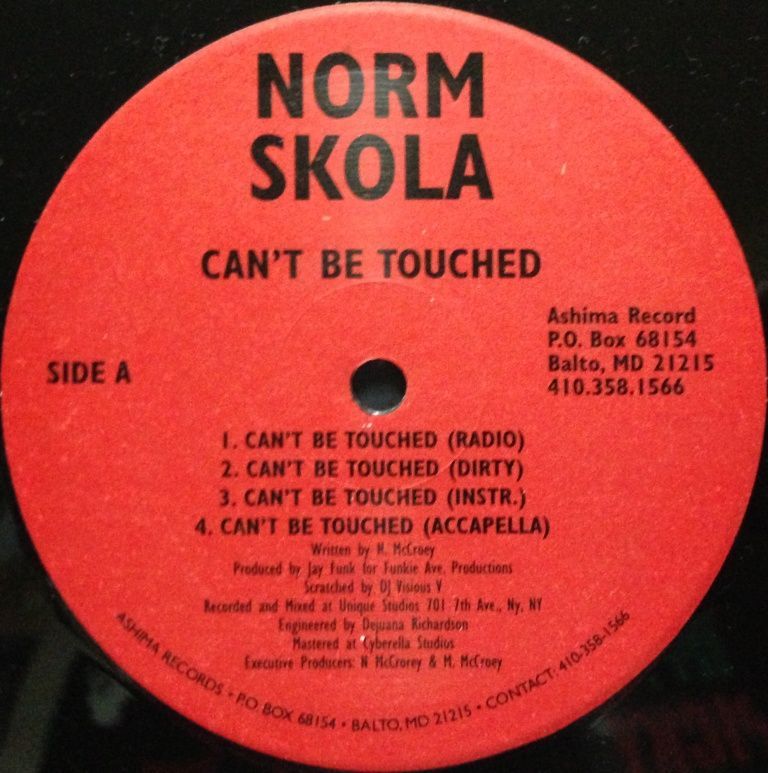 NORM
SKOLA
CAN'T BE TOUCHED
Ashima Record
P.O. Box 68154
Balto, MD 21215
410.358.1566
SIDE A
1. CAN'T BE TOUCHED (RADIO)
2. CAN'T BE TOUCHED (DIRTY)
3. CAN'T BE TOUCHED (INSTR.)
4. CAN'T BE TOUCHED (ACCAPELLA)
Written by N. McCroey
Produced by Jay Funk for Funkie Ave. Productions
Scratched by DJ Visious V
Recorded and Mixed at Unique Studios 701 7th Ave., Ny, NY
Engineered by Dejuana Richardson
Mastered at Cyberella Studios
Executive Producers: N McCrorey & M. McCroey
ASHIMA RECORDS • P.O. BOX 68154 • BALTO, MD 21215 • CONTACT: 410-358-1566